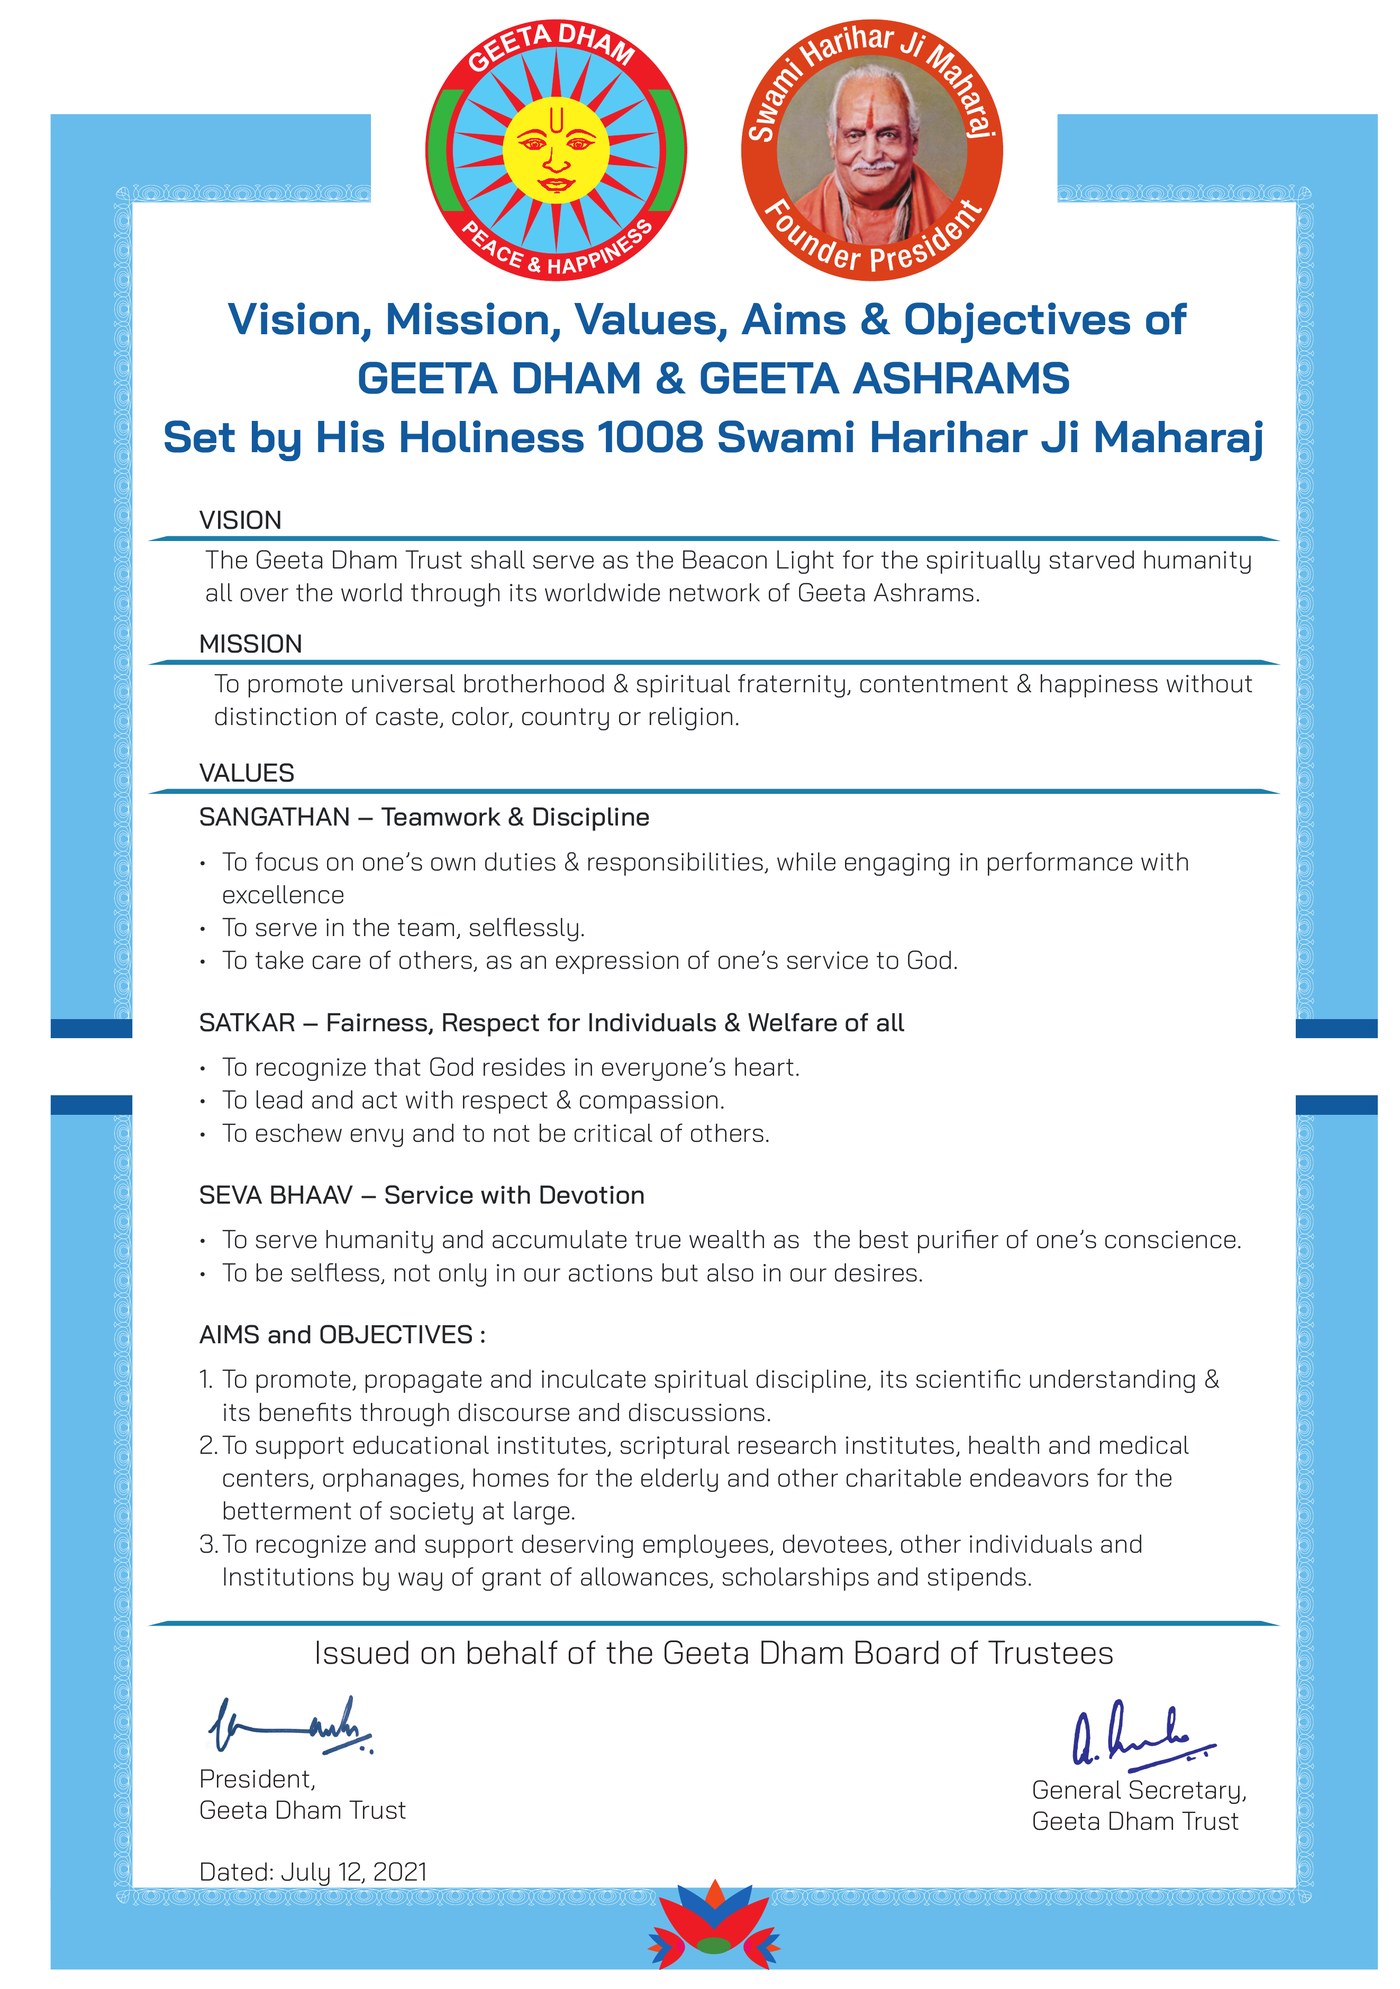 GEETA DHAM
PEACE & HAPPINESS
Swami Harihar Ji Maharaj
Founder President
Vision, Mission, Values, Aims & Objectives of
GEETA DHAM & GEETA ASHRAMS
Set by His Holiness 1008 Swami Harihar Ji Maharaj
VISION
The Geeta Dham Trust shall serve as the Beacon Light for the spiritually starved humanity
all over the world through its worldwide network of Geeta Ashrams.
MISSION
To promote universal brotherhood & spiritual fraternity, contentment & happiness without
distinction of caste, color, country or religion.
VALUES
SANGATHAN – Teamwork & Discipline
• To focus on one's own duties & responsibilities, while engaging in performance with
excellence
• To serve in the team, selflessly.
• To take care of others, as an expression of one's service to God.
SATKAR – Fairness, Respect for Individuals & Welfare of all
• To recognize that God resides in everyone's heart.
• To lead and act with respect & compassion.
• To eschew envy and to not be critical of others.
SEVA BHAAV – Service with Devotion
• To serve humanity and accumulate true wealth as the best purifier of one's conscience.
• To be selfless, not only in our actions but also in our desires.
AIMS and OBJECTIVES :
1. To promote, propagate and inculcate spiritual discipline, its scientific understanding &
its benefits through discourse and discussions.
2. To support educational institutes, scriptural research institutes, health and medical
centers, orphanages, homes for the elderly and other charitable endeavors for the
betterment of society at large.
3. To recognize and support deserving employees, devotees, other individuals and
Institutions by way of grant of allowances, scholarships and stipends.
Issued on behalf of the Geeta Dham Board of Trustees
President,
Geeta Dham Trust
General Secretary,
Geeta Dham Trust
Dated: July 12, 2021